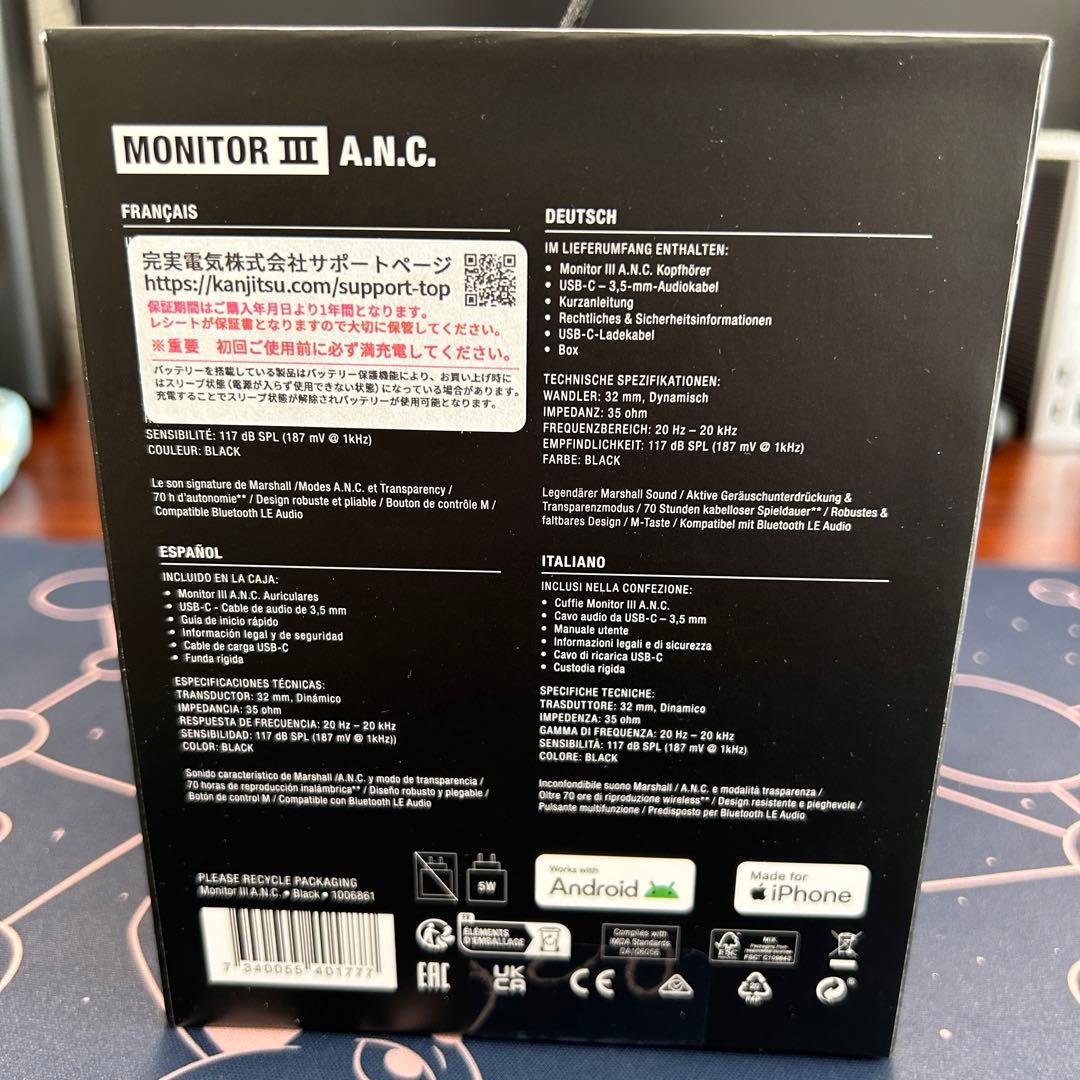 MONITOR III A.N.C.
FRANÇAIS
完実電気株式会社サポートページ
https://kanjitsu.com/support-top
保証期間はご購入年月日より1年間となります。
レシートが保証書となりますので大切に保管してください。
※重要 初回ご使用前に必ず満充電してください。
バッテリーを搭載している製品はバッテリー保護機能により、お買い上げ時に
はスリープ状態(電源が入らず使用できない状態)になっている場合があります。
充電することでスリープ状態が解除されバッテリーが使用可能となります。
SENSIBILITÉ: 117 dB SPL (187 mV @ 1kHz)
COULEUR: BLACK
Le son signature de Marshall /Modes A.N.C. et Transparency /
70 h d'autonomie** / Design robuste et pliable / Bouton de contrôle M /
Compatible Bluetooth LE Audio
DEUTSCH
IM LIEFERUMFANG ENTHALTEN:
• Monitor III A.N.C. Kopfhörer
• USB-C – 3,5-mm-Audiokabel
• Kurzanleitung
• Rechtliches & Sicherheitsinformationen
• USB-C-Ladekabel
• Box
TECHNISCHE SPEZIFIKATIONEN:
WANDLER: 32 mm, Dynamisch
IMPEDANZ: 35 ohm
FREQUENZBEREICH: 20 Hz – 20 kHz
EMPFINDLICHKEIT: 117 dB SPL (187 mV @ 1kHz)
FARBE: BLACK
Legendärer Marshall Sound / Aktive Geräuschunterdrückung &
Transparenzmodus / 70 Stunden kabelloser Spieldauer** / Robustes &
faltbares Design / M-Taste / Kompatibel mit Bluetooth LE Audio
ESPAÑOL
INCLUIDO EN LA CAJA:
• Monitor III A.N.C. Auriculares
• USB-C - Cable de audio de 3,5 mm
• Guía de inicio rápido
• Información legal y de seguridad
• Cable de carga USB-C
• Funda rígida
ESPECIFICACIONES TÉCNICAS:
TRANSDUCTOR: 32 mm, Dinámico
IMPEDANCIA: 35 ohm
RESPUESTA DE FRECUENCIA: 20 Hz – 20 kHz
SENSIBILIDAD: 117 dB SPL (187 mV @ 1kHz))
COLOR: BLACK
Sonido característico de Marshall /A.N.C. y modo de transparencia /
70 horas de reproducción inalámbrica** / Diseño robusto y plegable /
Botón de control M / Compatible con Bluetooth LE Audio
ITALIANO
INCLUSI NELLA CONFEZIONE:
• Cuffie Monitor III A.N.C.
• Cavo audio da USB-C – 3,5 mm
• Manuale utente
• Informazioni legali e di sicurezza
• Cavo di ricarica USB-C
• Custodia rigida
SPECIFICHE TECNICHE:
TRASDUTTORE: 32 mm, Dinamico
IMPEDENZA: 35 ohm
GAMMA DI FREQUENZA: 20 Hz – 20 kHz
SENSIBILITÀ: 117 dB SPL (187 mV @ 1kHz)
COLORE: BLACK
Inconfondibile suono Marshall / A.N.C. e modalità trasparenza /
Oltre 70 ore di riproduzione wireless** / Design resistente e pieghevole /
Pulsante multifunzione / Predisposto per Bluetooth LE Audio
PLEASE RECYCLE PACKAGING
Monitor III A.N.C. • Black • 1006861
7 340055 401777
5W
Works with
Android
Made for
iPhone
FR
ÉLÉMENTS
D'EMBALLAGE
Complies with
IMDA Standards
FSC
MIX
EAC
UK
CA
CE
20
PAP